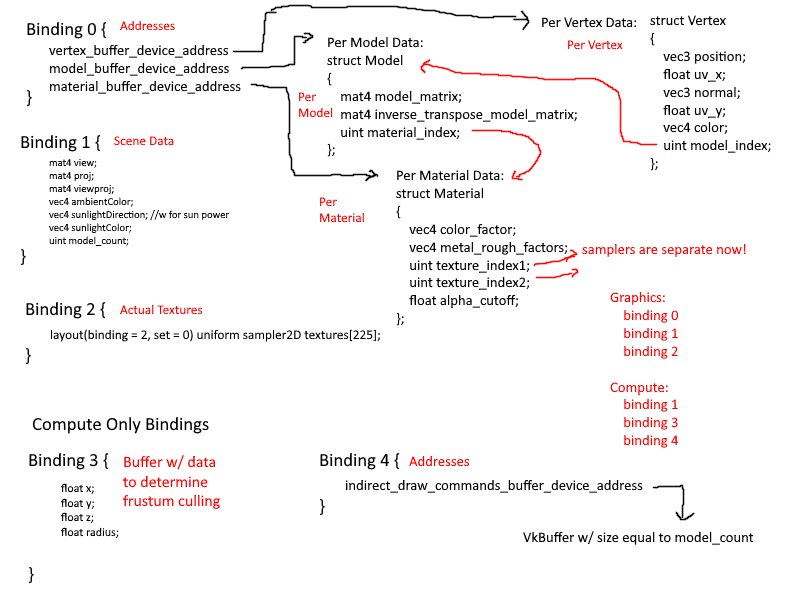 Binding 0 { Addresses
vertex_buffer_device_address
model_buffer_device_address
material_buffer_device_address
}
Per Vertex Data:
Per Vertex
struct Vertex
{
vec3 position;
float uv_x;
vec3 normal;
float uv_y;
vec4 color;
uint model_index;
};
Per Model Data:
struct Model
{
Per
Model
mat4 model_matrix;
mat4 inverse_transpose_model_matrix;
uint material_index;
};
Binding 1 { Scene Data
mat4 view;
mat4 proj;
mat4 viewproj;
vec4 ambientColor;
vec4 sunlightDirection; //w for sun power
vec4 sunlightColor;
uint model_count;
}
Per Material Data:
struct Material
Per
Material
{
vec4 color_factor;
vec4 metal_rough_factors;
uint texture_index1;
uint texture_index2;
float alpha_cutoff;
};
samplers are separate now!
Binding 2 { Actual Textures
layout(binding = 2, set = 0) uniform sampler2D textures[225];
}
Graphics:
binding 0
binding 1
binding 2
Compute:
binding 1
binding 3
binding 4
Compute Only Bindings
Binding 3 {
float x;
float y;
float z;
float radius;
}
Buffer w/ data
to determine
frustum culling
Binding 4 { Addresses
indirect_draw_commands_buffer_device_address
}
VkBuffer w/ size equal to model_count